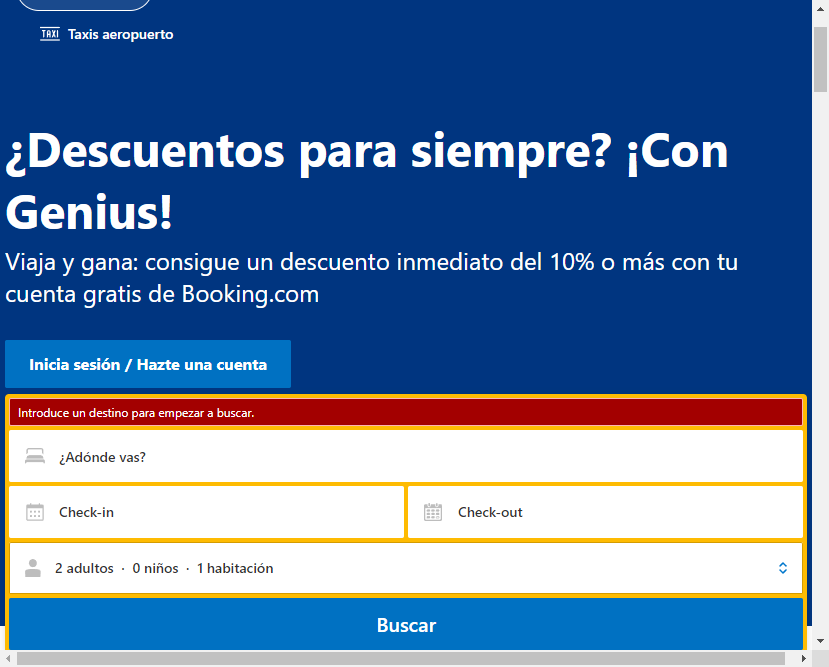 TAXI Taxis aeropuerto
¿Descuentos para siempre? ¡Con
Genius!
Viaja y gana: consigue un descuento inmediato del 10% o más con tu
cuenta gratis de Booking.com
Inicia sesión / Hazte una cuenta
Introduce un destino para empezar a buscar.
¿Adónde vas?
Check-in Check-out
2 adultos · 0 niños · 1 habitación
Buscar